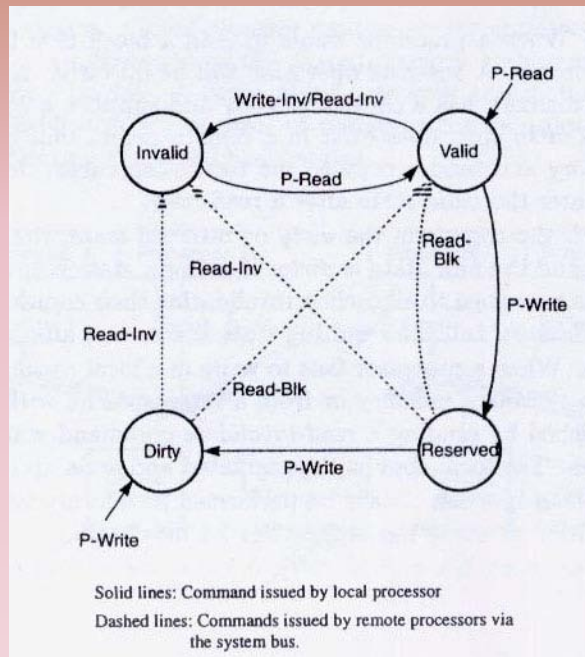 P-Read
Write-Inv/Read-Inv
Invalid
Valid
P-Read
Read-
Blk
Read-Inv
P-Write
Read-Inv
Read-Blk
Dirty
Reserved
P-Write
P-Write
Solid lines: Command issued by local processor
Dashed lines: Commands issued by remote processors via
the system bus.